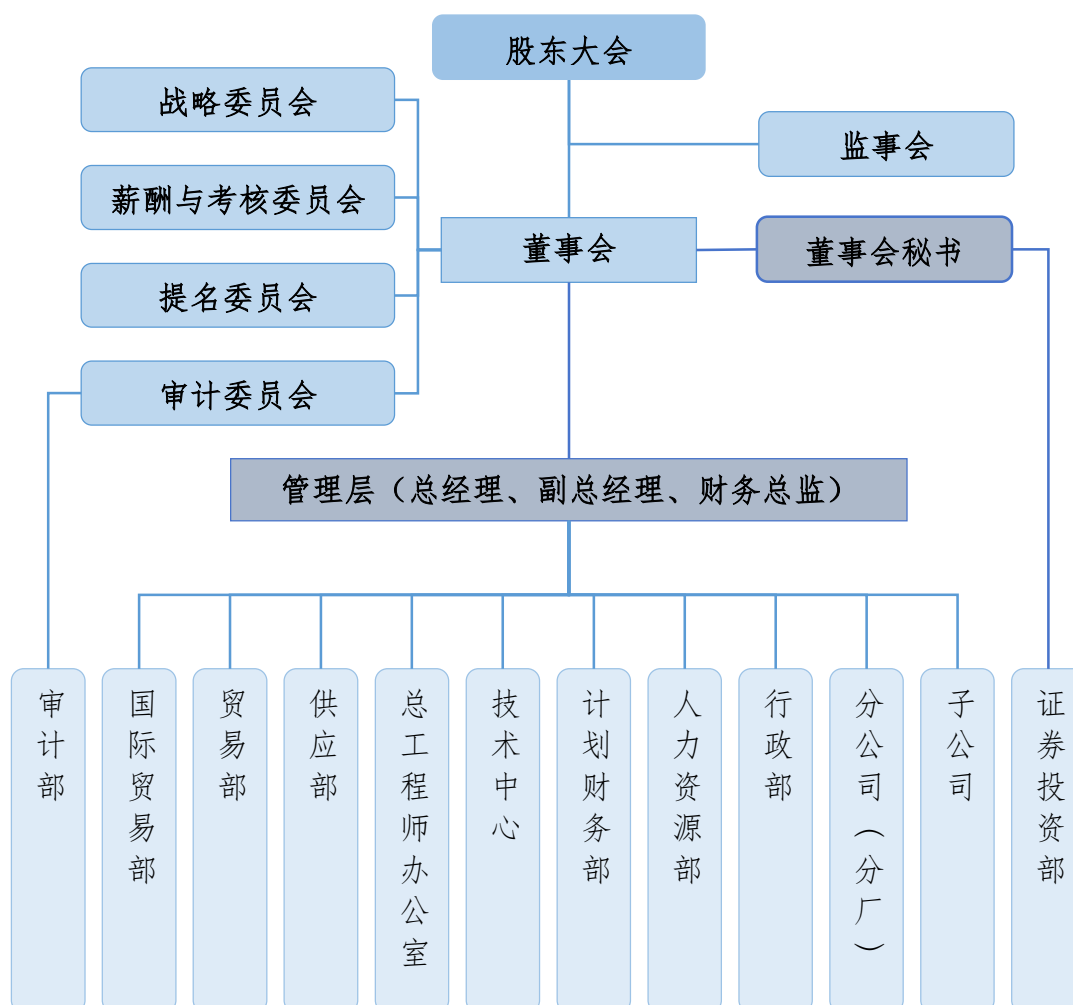 股东大会
战略委员会
监事会
薪酬与考核委员会
董事会
董事会秘书
提名委员会
审计委员会
管理层（总经理、副总经理、财务总监）
审计部
国际贸易部
贸易部
供应部
总工程师办公室
技术中心
计划财务部
人力资源部
行政部
分公司（分厂）
子公司
证券投资部